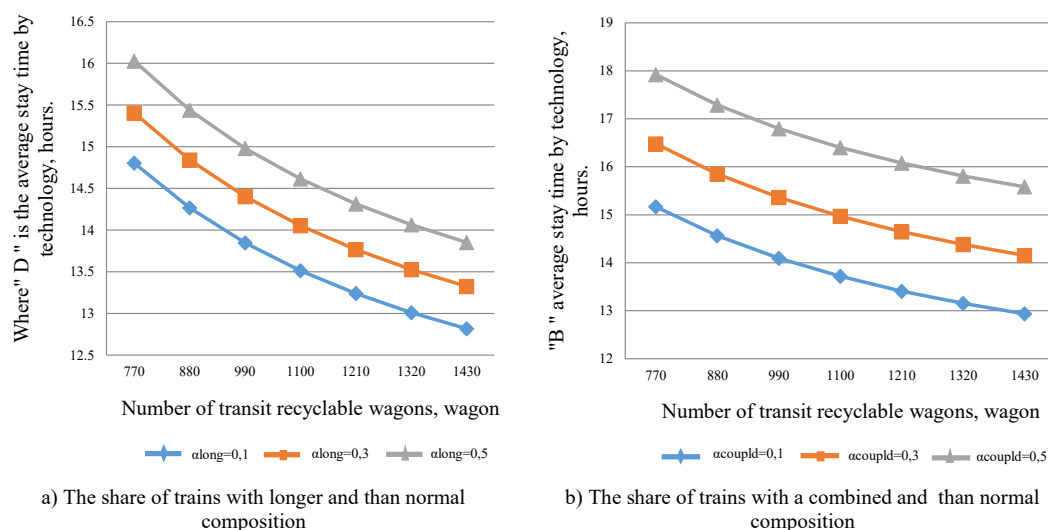 Where" D " is the average stay time by
technology, hours.
16.5
16
15.5
15
14.5
14
13.5
13
12.5
770 880 990 1100 1210 1320 1430
Number of transit recyclable wagons, wagon
αlong=0,1 αlong=0,3 αlong=0,5
a) The share of trains with longer and than normal
composition
"B " average stay time by technology,
hours.
19
18
17
16
15
14
13
12
770 880 990 1100 1210 1320 1430
Number of transit recyclable wagons, wagon
αcoupld=0,1 αcoupld=0,3 αcoupld=0,5
b) The share of trains with a combined and than normal
composition